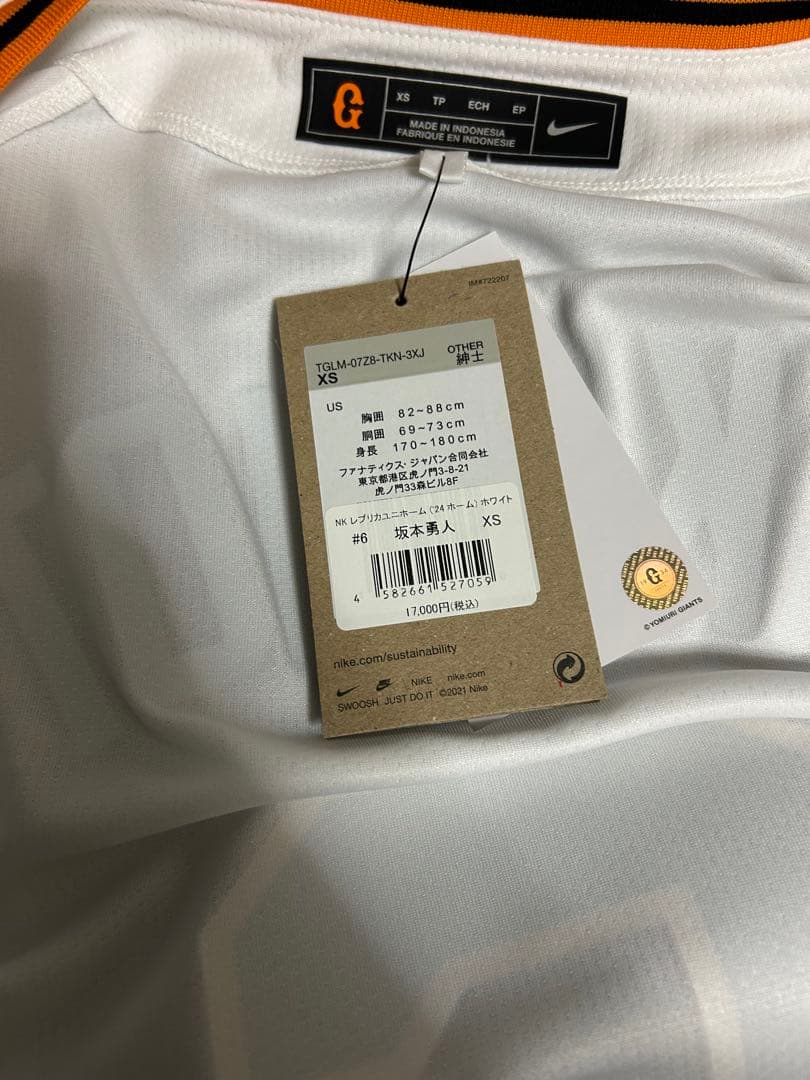 G
XS TP ECH EP
MADE IN INDONESIA
FABRIQUE EN INDONESIE
IM#722207
TGLM-07Z8-TKN-3XJ OTHER
XS 紳士
US
胸囲 82~88cm
胴囲 69~73cm
身長 170~180cm
ファナティクス・ジャパン合同会社
東京都港区虎ノ門3-8-21
虎ノ門33森ビル8F
NK レプリカユニホーム ('24 ホーム) ホワイト
#6 坂本勇人 XS
4 582661 527059
17,000円(税込)
nike.com/sustainability
NIKE nike.com
SWOOSH. JUST DO IT ©2021 Nike
G
©YOMIURI GIANTS